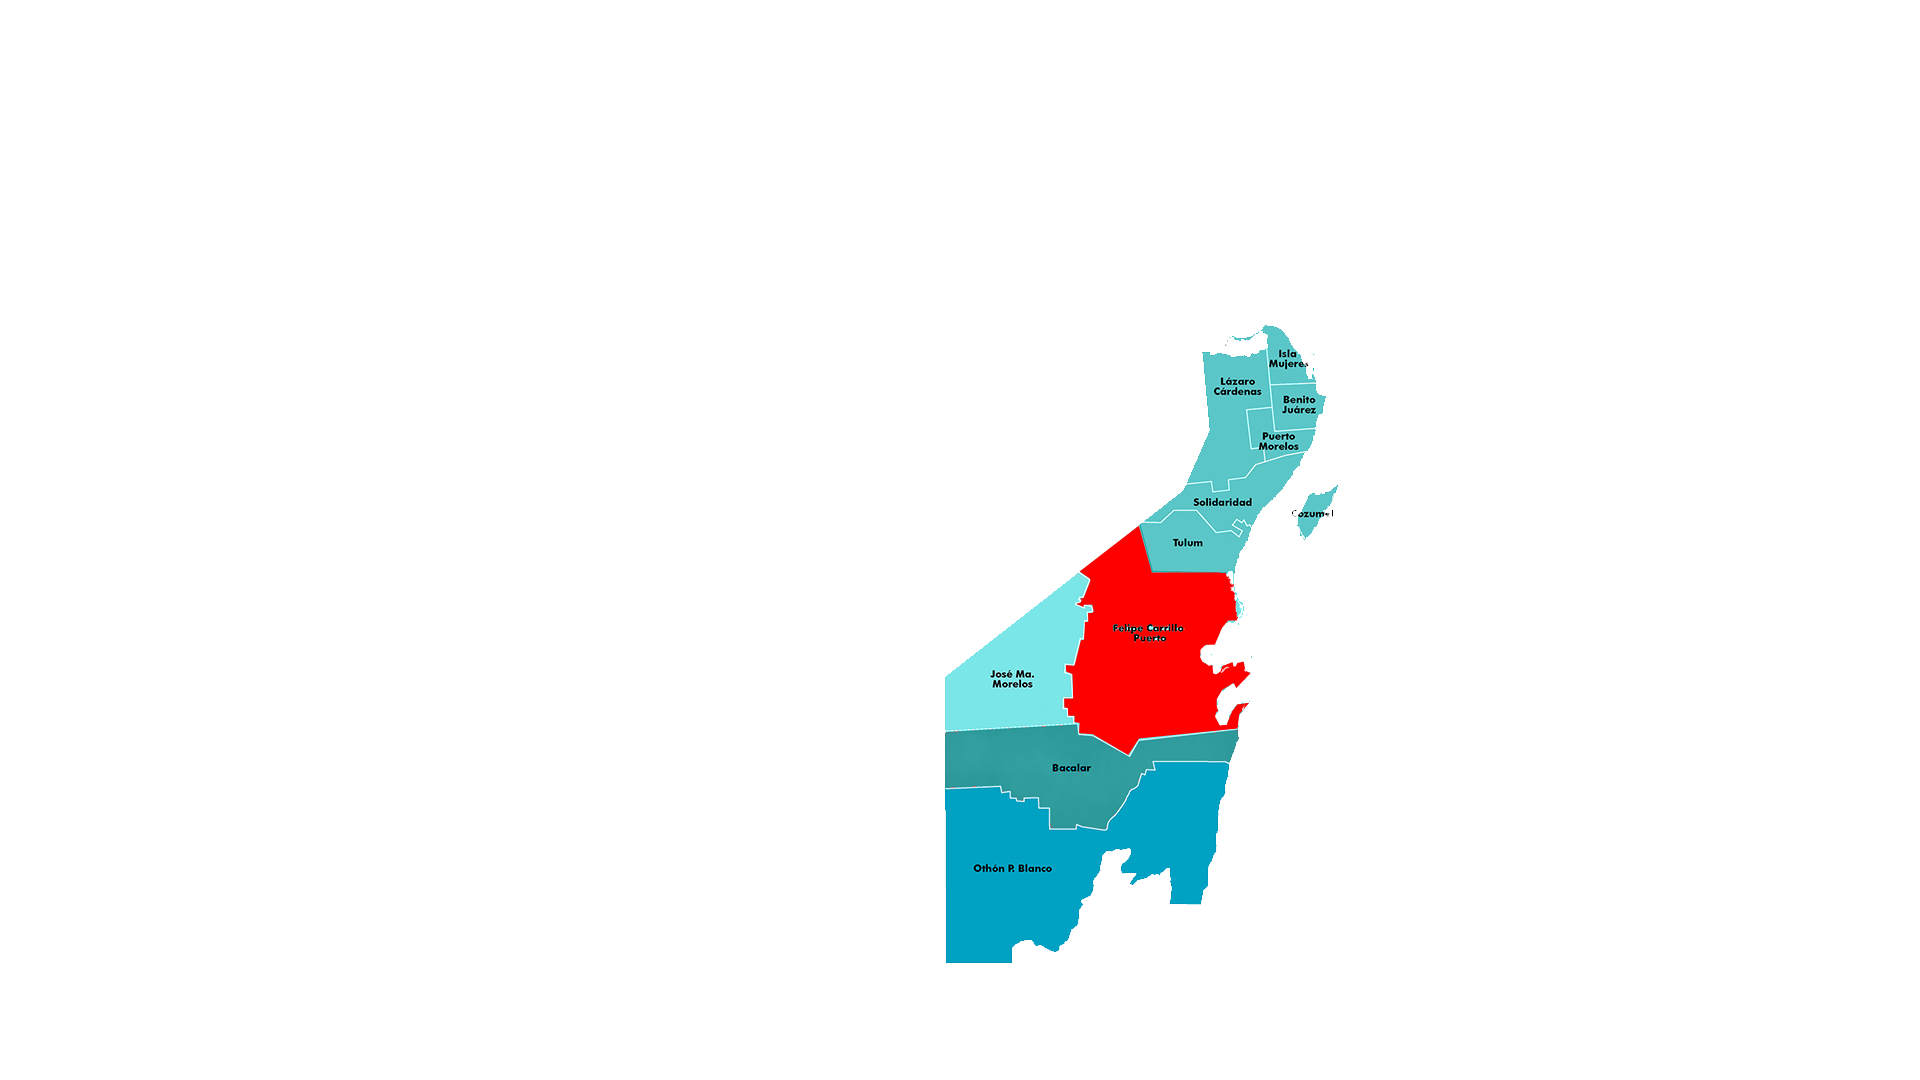 Isla
Mujeres
Lázaro
Cárdenas
Benito
Juárez
Puerto
Morelos
Solidaridad
Cozumel
Tulum
Felipe Carrillo
Puerto
José Ma.
Morelos
Bacalar
Othón P. Blanco